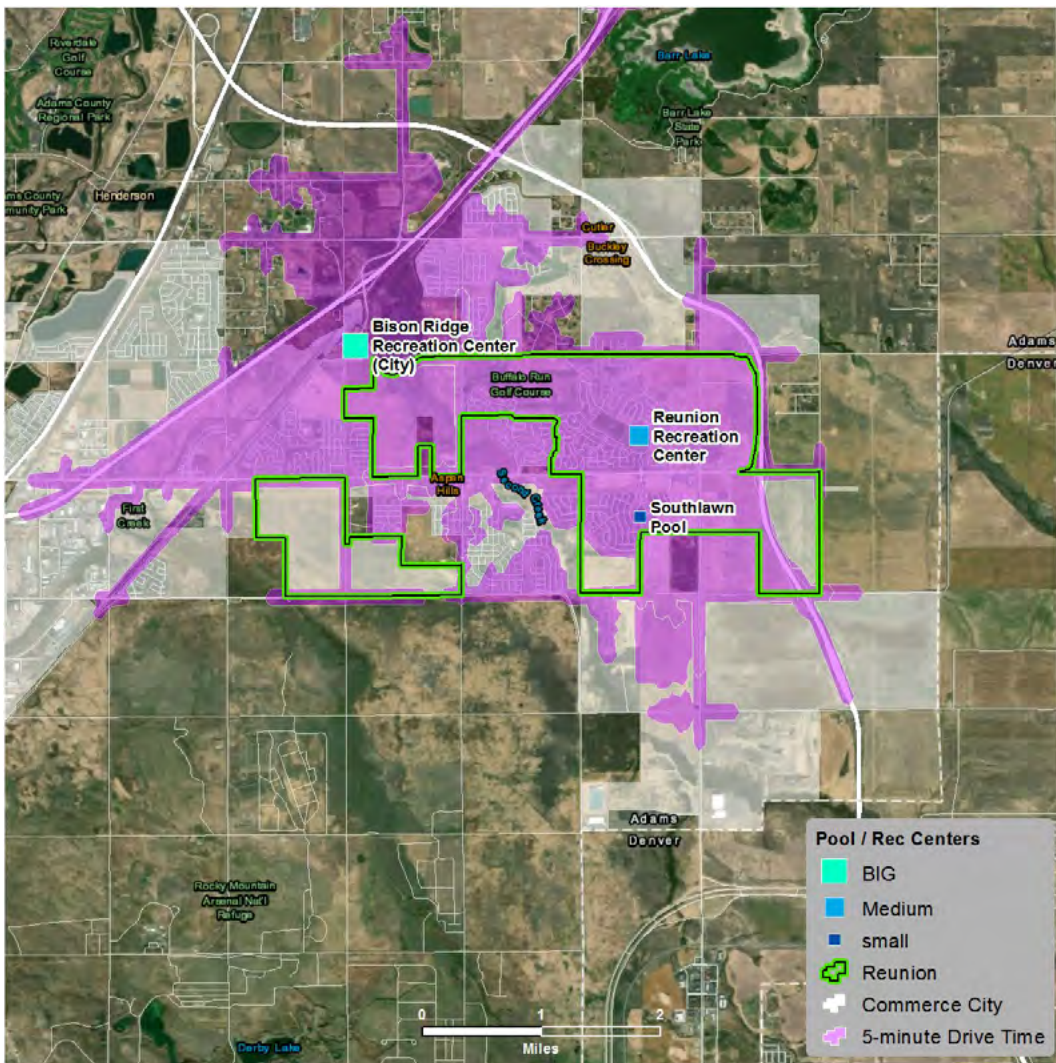 Riverdale
Golf
Course
Adams County
Regional Park
Henderson
ams County
munity Park
Barr Lake
Barr Lake
State
Park
Cutler
Buckley
Crossing
Bison Ridge
Recreation Center
(City)
Adams
Denver
Buffalo Run
Golf Course
Reunion
Recreation
Center
Aspen
Hills
Second Creek
First
Creek
Southlawn
Pool
Adams
Denver
Rocky Mountain
Arsenal Nat'l
Refuge
Derby Lake
0 1 2
Miles
Pool / Rec Centers
BIG
Medium
small
Reunion
Commerce City
5-minute Drive Time